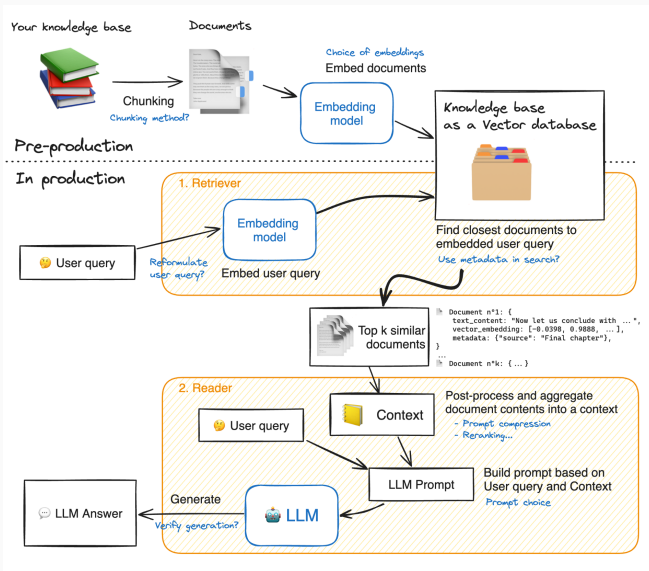 Your knowledge base
Documents
Choice of embeddings
Embed documents
Chunking
Chunking method?
Embedding
model
Knowledge base
as a Vector database
Pre-production
In production
1. Retriever
Embedding
model
🤔 User query
Reformulate
user query?
Embed user query
Find closest documents to
embedded user query
Use metadata in search?
Top k similar
documents
Document n°1: {
text_content: "Now let us conclude with ...",
vector_embedding: [-0.0398, 0.9888, ...],
metadata: {"source": "Final chapter"},
}
...
Document n°k: {...}
2. Reader
🤔 User query
Context
Post-process and aggregate
document contents into a context
- Prompt compression
- Reranking...
LLM Prompt
Build prompt based on
User query and Context
Prompt choice
Generate
Verify generation?
🤖 LLM
💬 LLM Answer